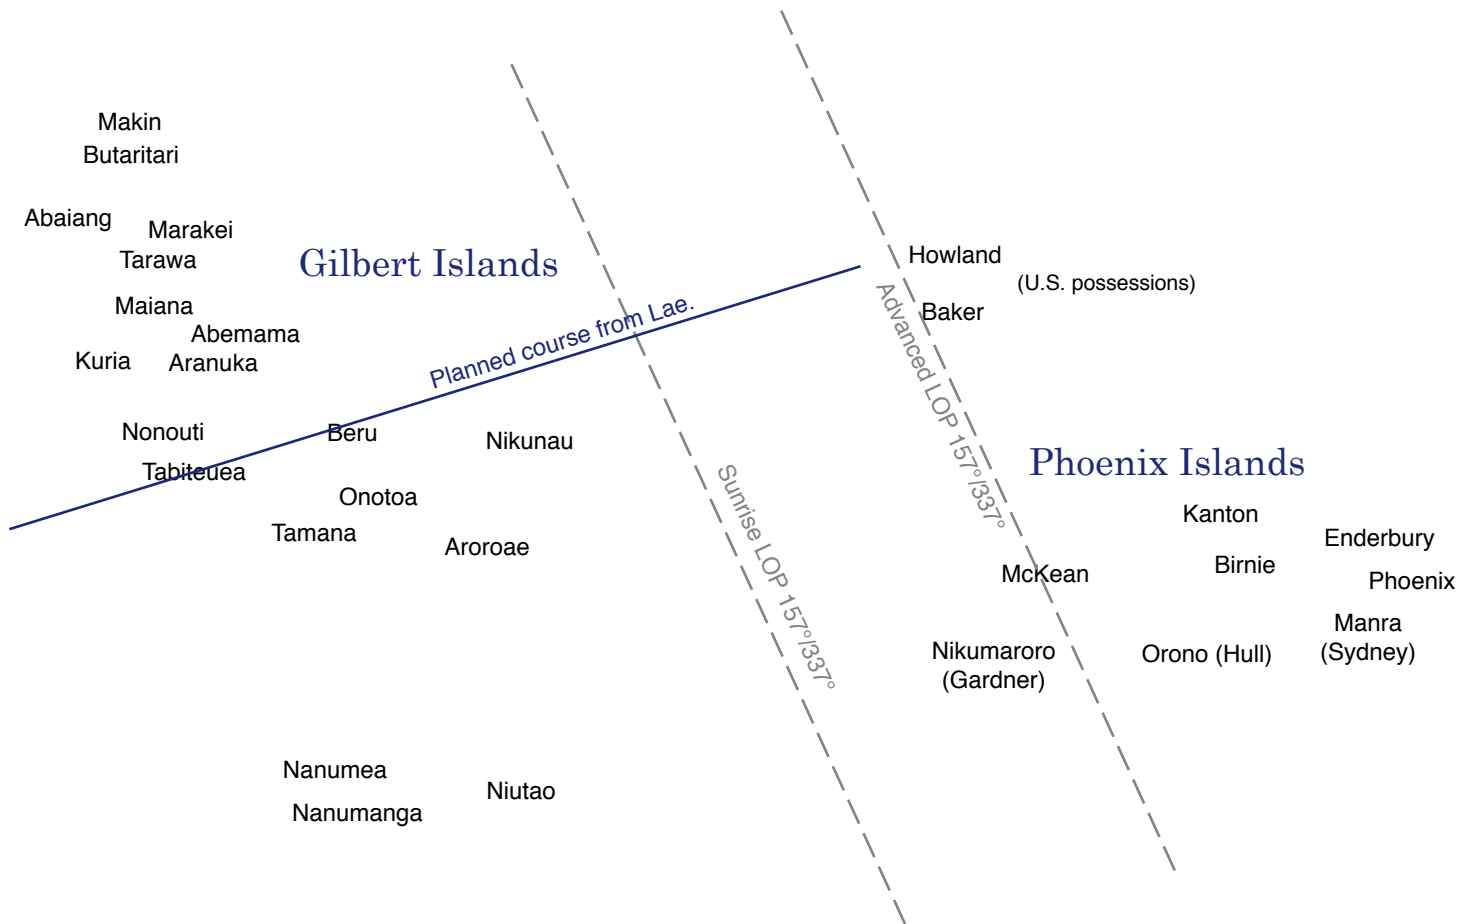 Makin
Butaritari
Abaiang
Marakei
Tarawa
Gilbert Islands
Howland
(U.S. possessions)
Maiana
Planned course from Lae.
Baker
Abemama
Kuria
Aranuka
Advanced LOP 157°/337°
Nonouti
Beru
Nikunau
Tabiteuea
Phoenix Islands
Onotoa
Kanton
Tamana
Aroroae
Enderbury
Sunrise LOP 157°/337°
McKean
Birnie
Phoenix
Manra
(Sydney)
Nikumaroro
(Gardner)
Orono (Hull)
Nanumea
Niutao
Nanumanga